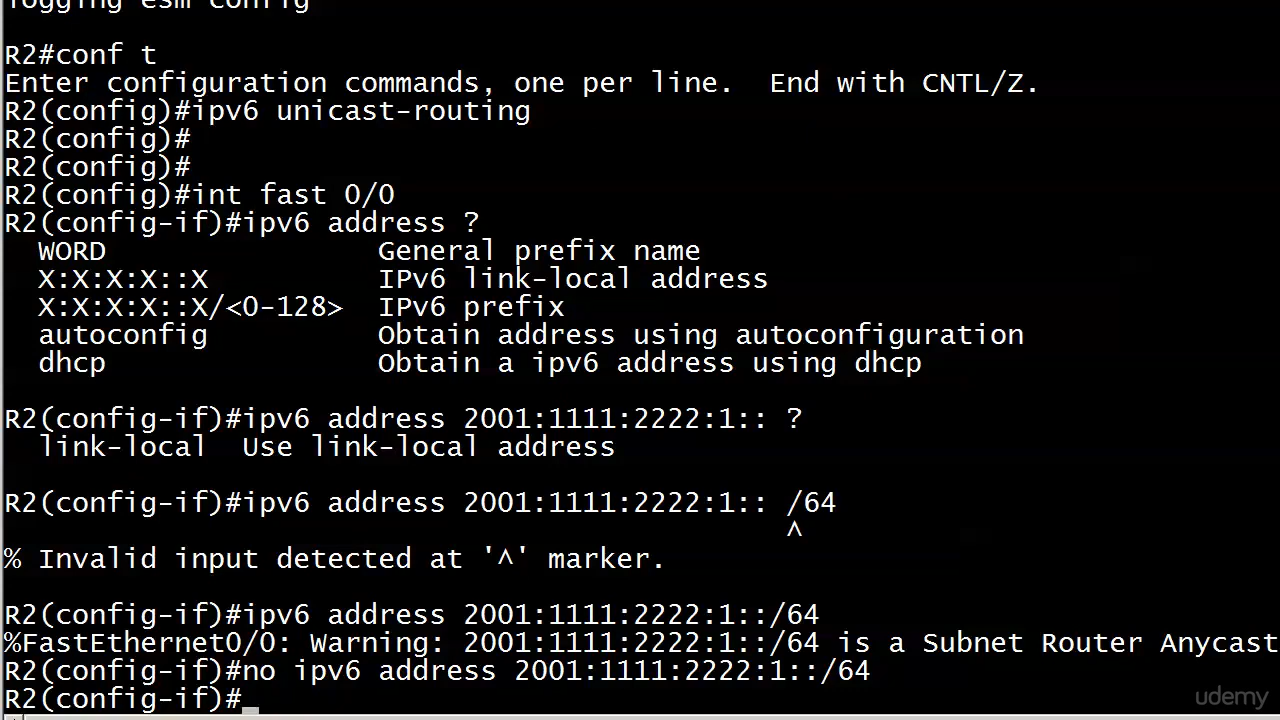 logging esm config
R2#conf t
Enter configuration commands, one per line.  End with CNTL/Z.
R2(config)#ipv6 unicast-routing
R2(config)#
R2(config)#
R2(config)#int fast 0/0
R2(config-if)#ipv6 address ?
  WORD                General prefix name
  X:X:X:X::X          IPv6 link-local address
  X:X:X:X::X/<0-128>  IPv6 prefix
  autoconfig          Obtain address using autoconfiguration
  dhcp                Obtain a ipv6 address using dhcp
R2(config-if)#ipv6 address 2001:1111:2222:1:: ?
  link-local  Use link-local address
R2(config-if)#ipv6 address 2001:1111:2222:1:: /64
                                              ^
% Invalid input detected at '^' marker.
R2(config-if)#ipv6 address 2001:1111:2222:1::/64
%FastEthernet0/0: Warning: 2001:1111:2222:1::/64 is a Subnet Router Anycast
R2(config-if)#no ipv6 address 2001:1111:2222:1::/64
R2(config-if)#
udemy